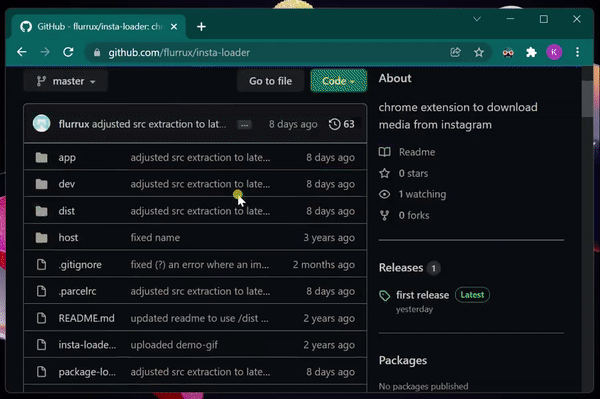 GitHub - flurrux/insta-loader: chr
github.com/flurrux/insta-loader
K
master
Go to file
Code
flurrux adjusted src extraction to lat... ... 8 days ago 63
app adjusted src extraction to late... 8 days ago
dev adjusted src extraction to late... 8 days ago
dist adjusted src extraction to late... 8 days ago
host fixed name 3 years ago
.gitignore fixed (?) an error where an im... 2 months ago
.parcelrc adjusted src extraction to late... 8 days ago
README.md updated readme to use /dist ... 2 years ago
insta-loade... uploaded demo-gif 2 years ago
package-lo... adjusted src extraction to late... 8 days ago
About
chrome extension to download
media from instagram
Readme
0 stars
1 watching
0 forks
Releases 1
first release Latest
yesterday
Packages
No packages published